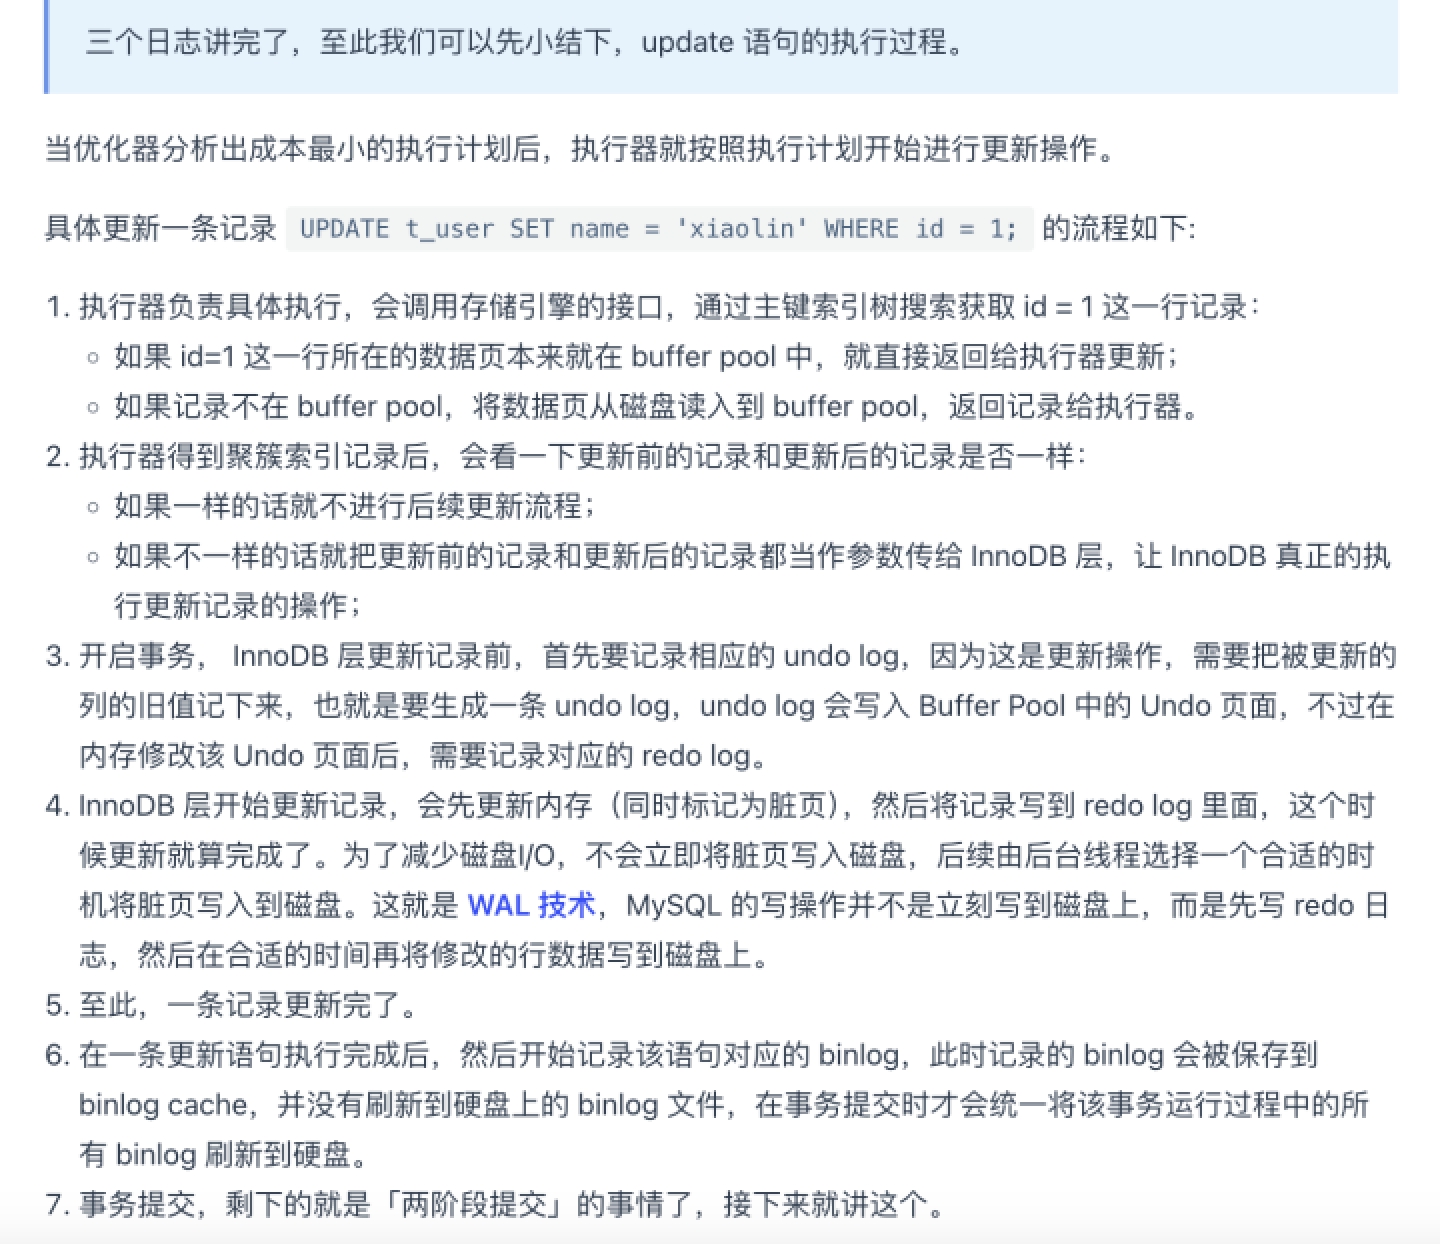 三个日志讲完了，至此我们可以先小结下，update 语句的执行过程。
当优化器分析出成本最小的执行计划后，执行器就按照执行计划开始进行更新操作。
具体更新一条记录 UPDATE t_user SET name = 'xiaolin' WHERE id = 1; 的流程如下:
1. 执行器负责具体执行，会调用存储引擎的接口，通过主键索引树搜索获取 id = 1 这一行记录：
○ 如果 id=1 这一行所在的数据页本来就在 buffer pool 中，就直接返回给执行器更新；
○ 如果记录不在 buffer pool，将数据页从磁盘读入到 buffer pool，返回记录给执行器。
2. 执行器得到聚簇索引记录后，会看一下更新前的记录和更新后的记录是否一样：
○ 如果一样的话就不进行后续更新流程；
○ 如果不一样的话就把更新前的记录和更新后的记录都当作参数传给 InnoDB 层，让 InnoDB 真正的执
行更新记录的操作；
3. 开启事务， InnoDB 层更新记录前，首先要记录相应的 undo log，因为这是更新操作，需要把被更新的
列的旧值记下来，也就是要生成一条 undo log，undo log 会写入 Buffer Pool 中的 Undo 页面，不过在
内存修改该 Undo 页面后，需要记录对应的 redo log。
4. InnoDB 层开始更新记录，会先更新内存（同时标记为脏页），然后将记录写到 redo log 里面，这个时
候更新就算完成了。为了减少磁盘I/O，不会立即将脏页写入磁盘，后续由后台线程选择一个合适的时
机将脏页写入到磁盘。这就是 WAL 技术，MySQL 的写操作并不是立刻写到磁盘上，而是先写 redo 日
志，然后在合适的时间再将修改的行数据写到磁盘上。
5. 至此，一条记录更新完了。
6. 在一条更新语句执行完成后，然后开始记录该语句对应的 binlog，此时记录的 binlog 会被保存到
binlog cache，并没有刷新到硬盘上的 binlog 文件，在事务提交时才会统一将该事务运行过程中的所
有 binlog 刷新到硬盘。
7. 事务提交，剩下的就是「两阶段提交」的事情了，接下来就讲这个。